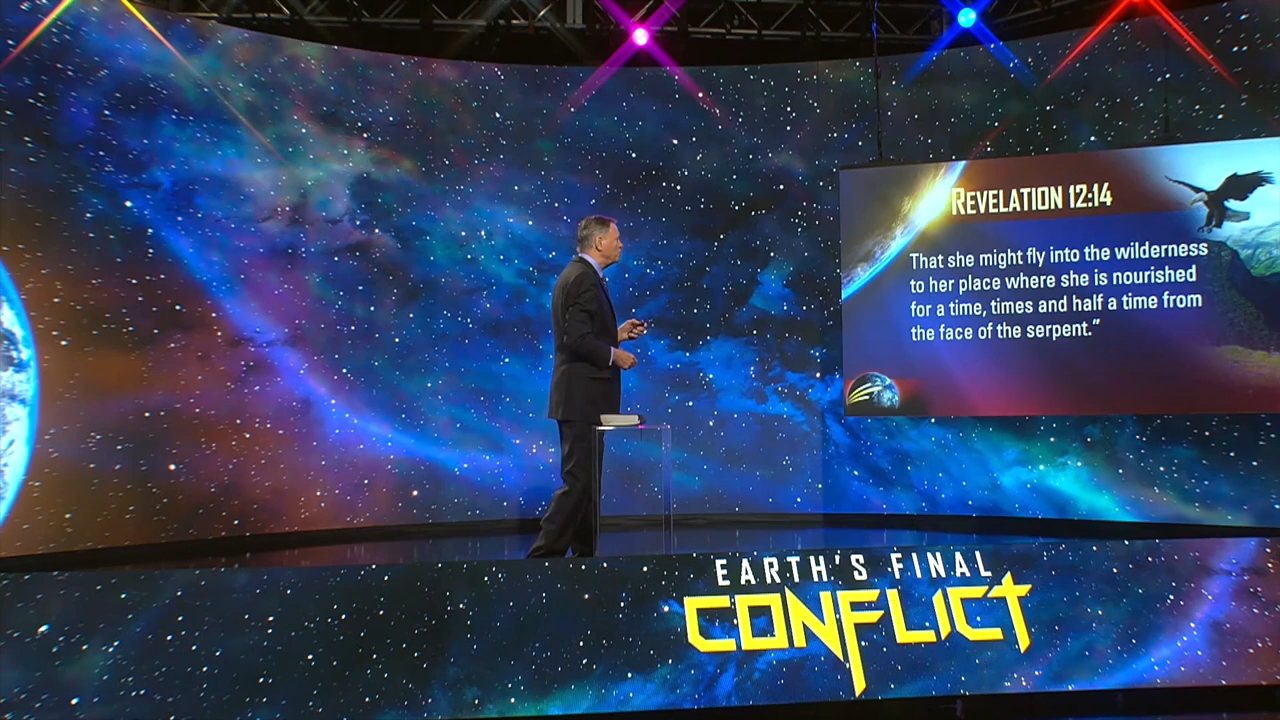 REVELATION 12:14
That she might fly into the wilderness
to her place where she is nourished
for a time, times and half a time from
the face of the serpent.”
EARTH'S FINAL
CONFLICT